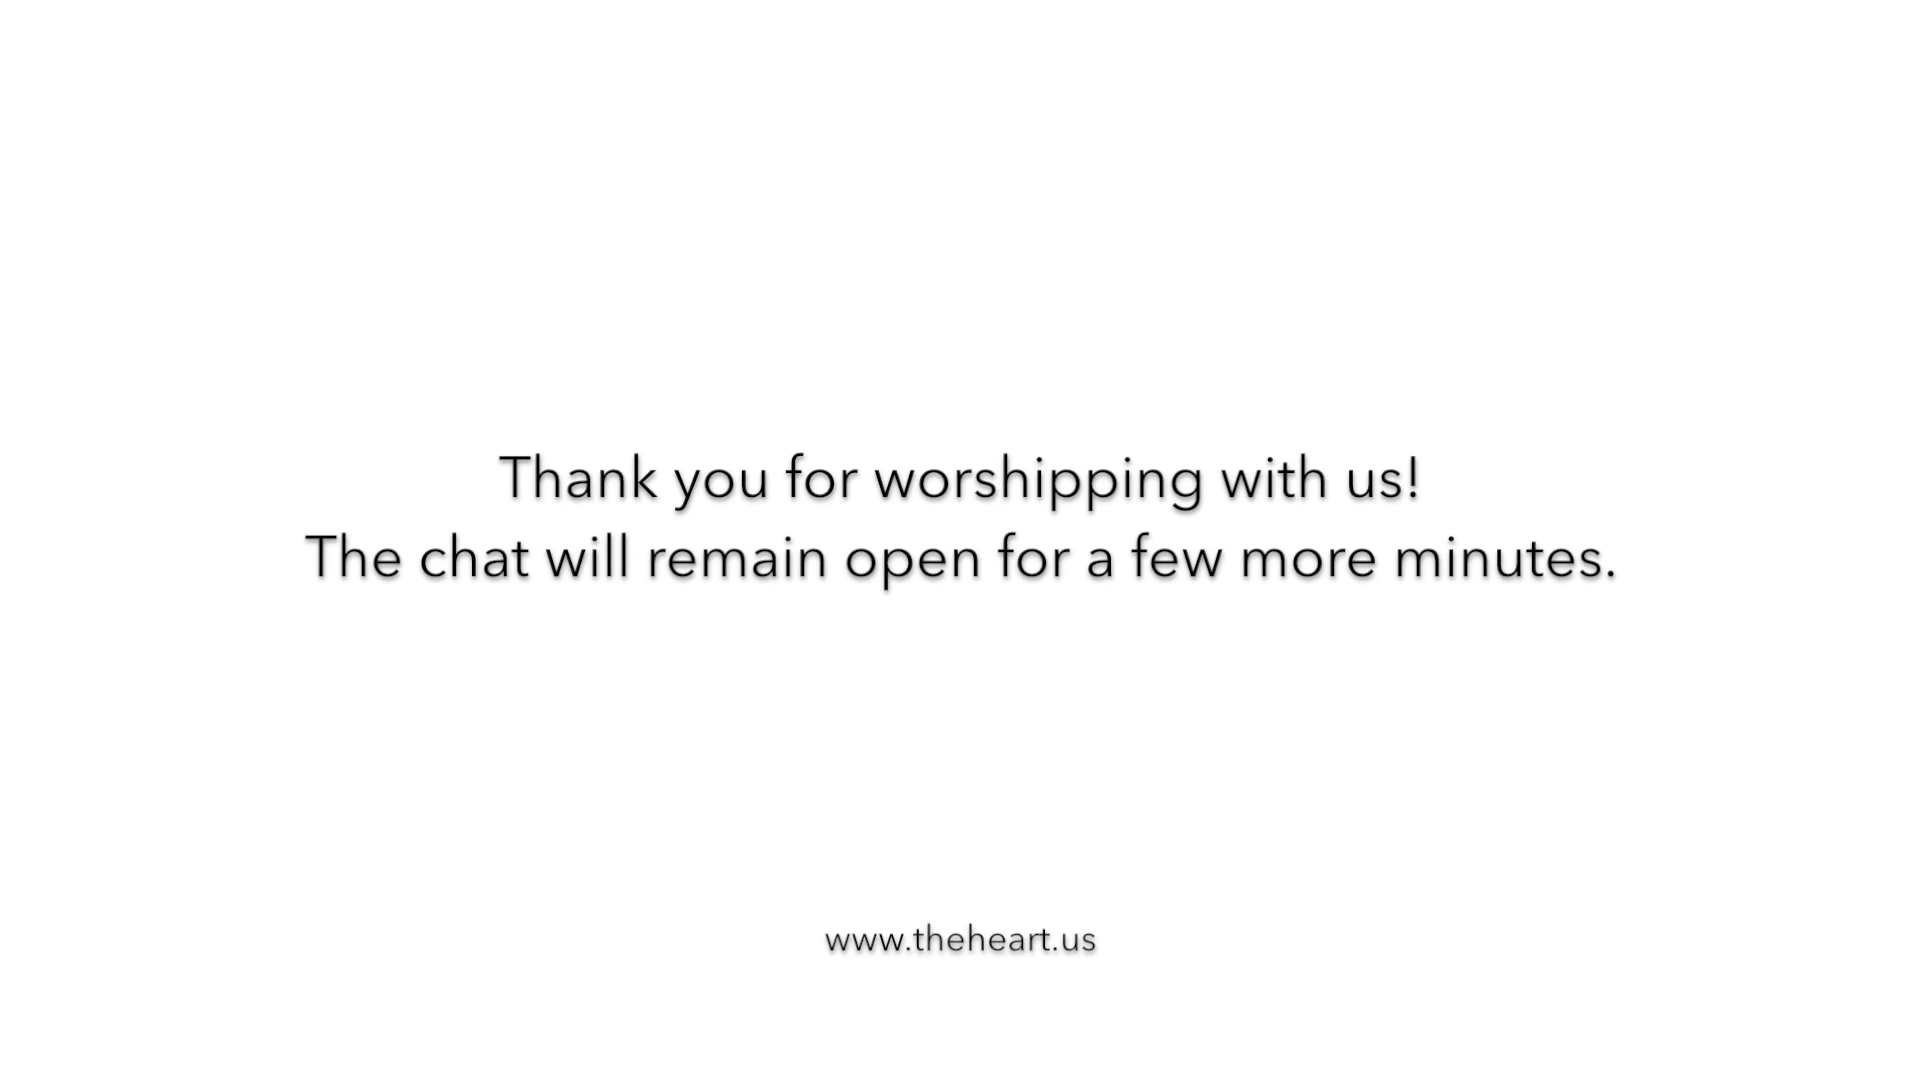 Thank you for worshipping with us!
The chat will remain open for a few more minutes.
www.theheart.us